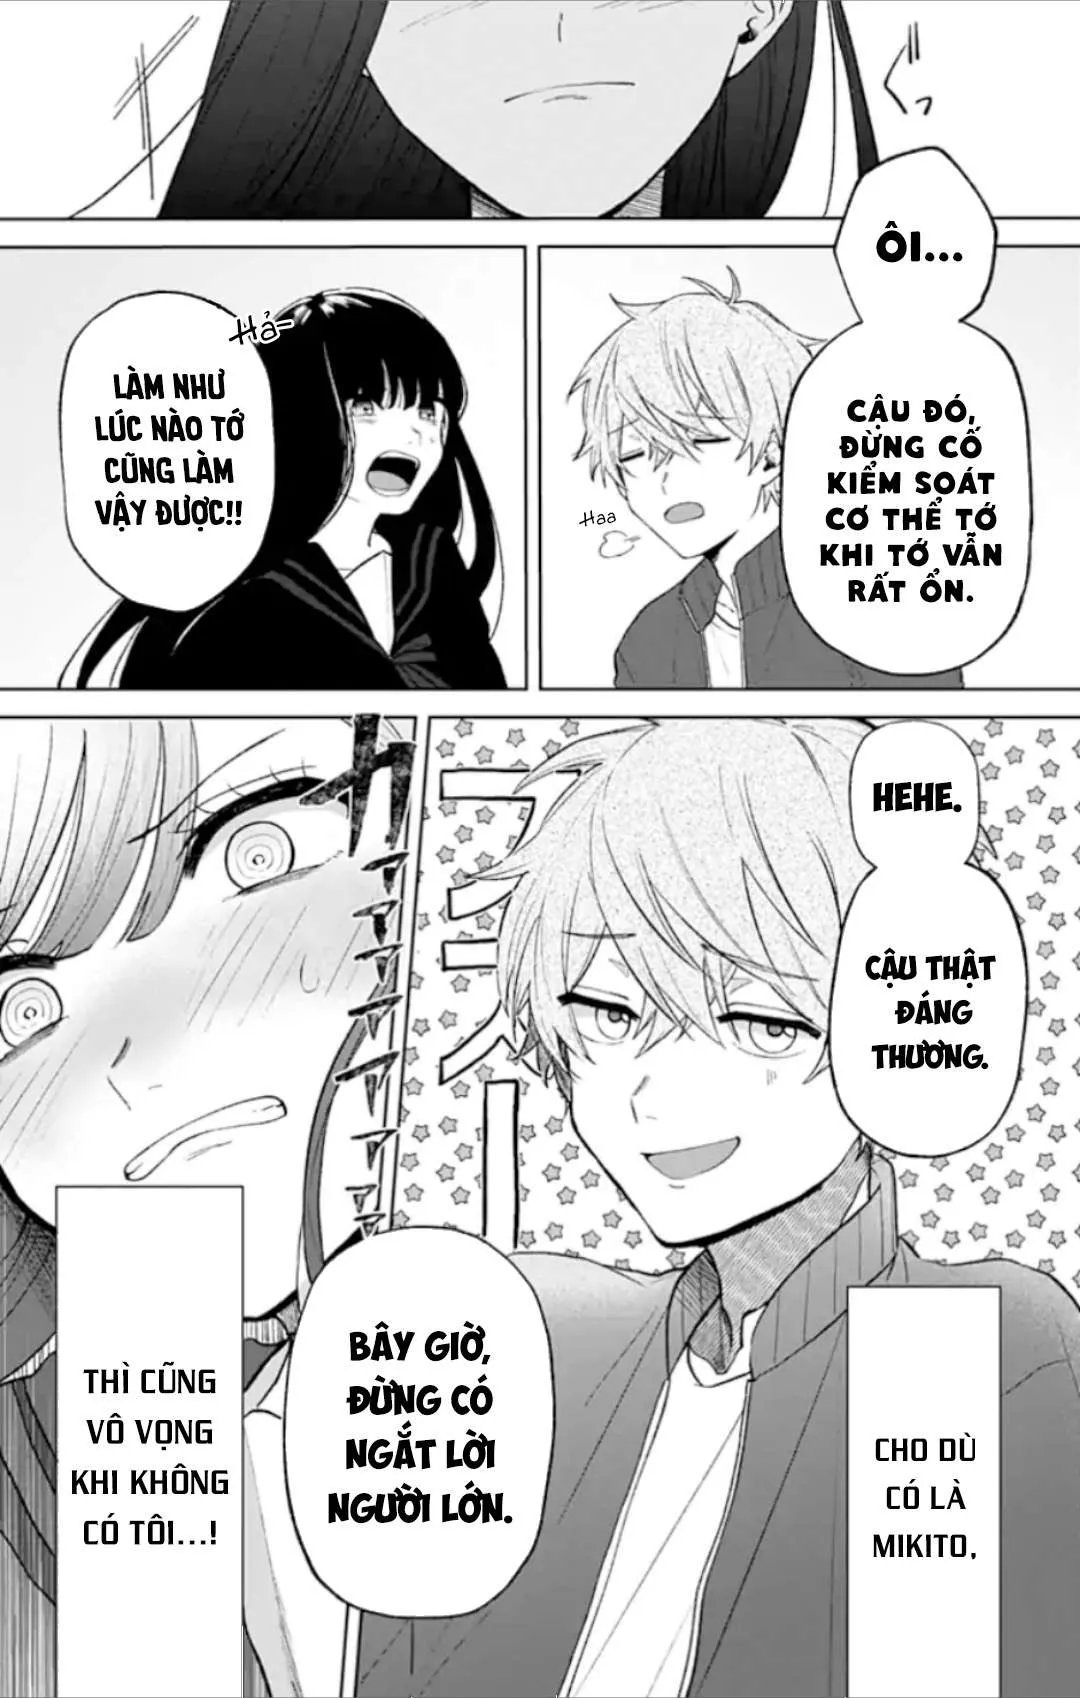 くっ
ÔI...
CẬU ĐÓ,
ĐỪNG CỐ
KIỂM SOÁT
CƠ THỂ TỚ
KHI TỚ VẪN
RẤT ỔN.
Haa
Hả-
LÀM NHƯ
LÚC NÀO TỚ
CŨNG LÀM
VẬY ĐƯỢC!!
HEHE.
CẬU THẬT
ĐÁNG
THƯƠNG.
BÂY GIỜ,
ĐỪNG CÓ
NGẮT LỜI
NGƯỜI LỚN.
CHO DÙ
CÓ LÀ
MIKITO,
THÌ CŨNG
VÔ VỌNG
KHI KHÔNG
CÓ TÔI...!